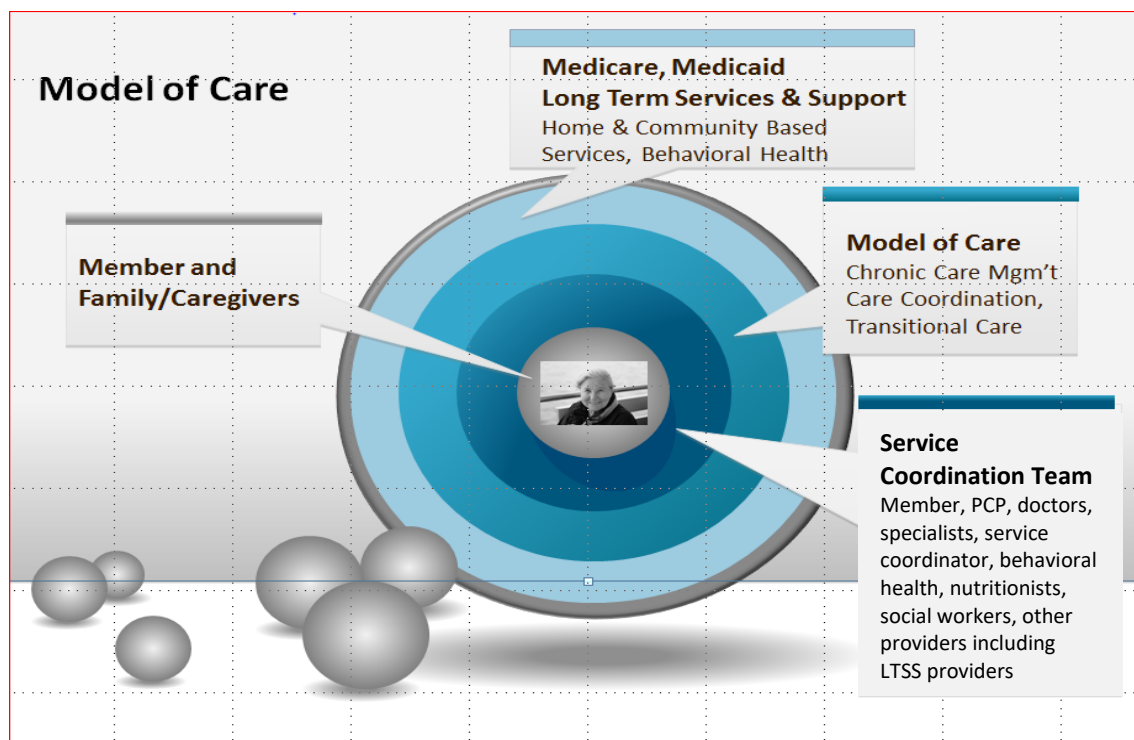 Model of Care
Medicare, Medicaid
Long Term Services & Support
Home & Community Based
Services, Behavioral Health
Member and
Family/Caregivers
Model of Care
Chronic Care Mgm't
Care Coordination,
Transitional Care
Service
Coordination Team
Member, PCP, doctors,
specialists, service
coordinator, behavioral
health, nutritionists,
social workers, other
providers including
LTSS providers